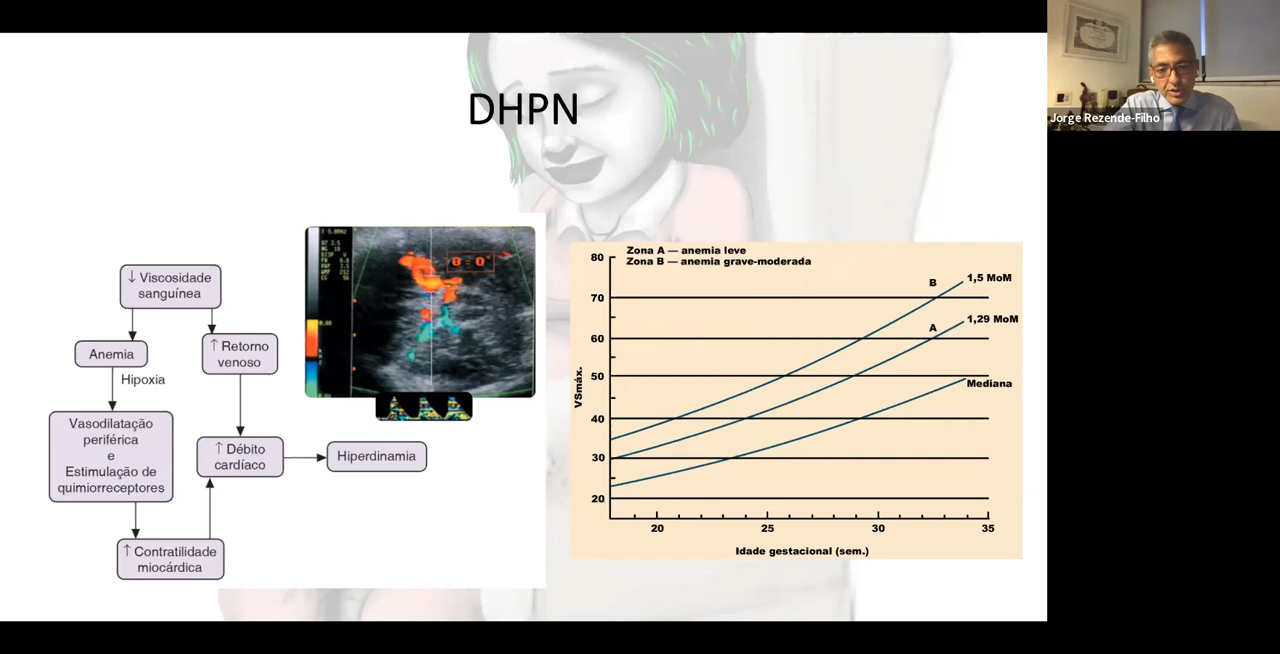 Jorge Rezende-Filho
DHPN
↓ Viscosidade
sanguínea
Anemia
↑ Retorno
venoso
Hipoxia
Vasodilatação
periférica
e
Estimulação de
quimiorreceptores
↑ Débito
cardíaco
Hiperdinamia
↑ Contratilidade
miocárdica
θ = 0°
Zona A — anemia leve
Zona B — anemia grave-moderada
80
70
60
50
40
30
20
VSmáx.
B
1,5 MoM
A
1,29 MoM
Mediana
20 25 30 35
Idade gestacional (sem.)